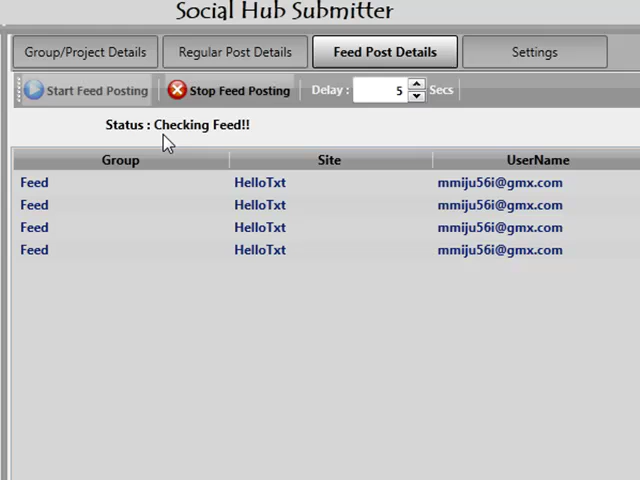 Social Hub Submitter
Group/Project Details Regular Post Details Feed Post Details Settings
Start Feed Posting Stop Feed Posting Delay : 5 Secs
Status : Checking Feed!!
Group Site UserName
Feed HelloTxt mmiju56i@gmx.com
Feed HelloTxt mmiju56i@gmx.com
Feed HelloTxt mmiju56i@gmx.com
Feed HelloTxt mmiju56i@gmx.com